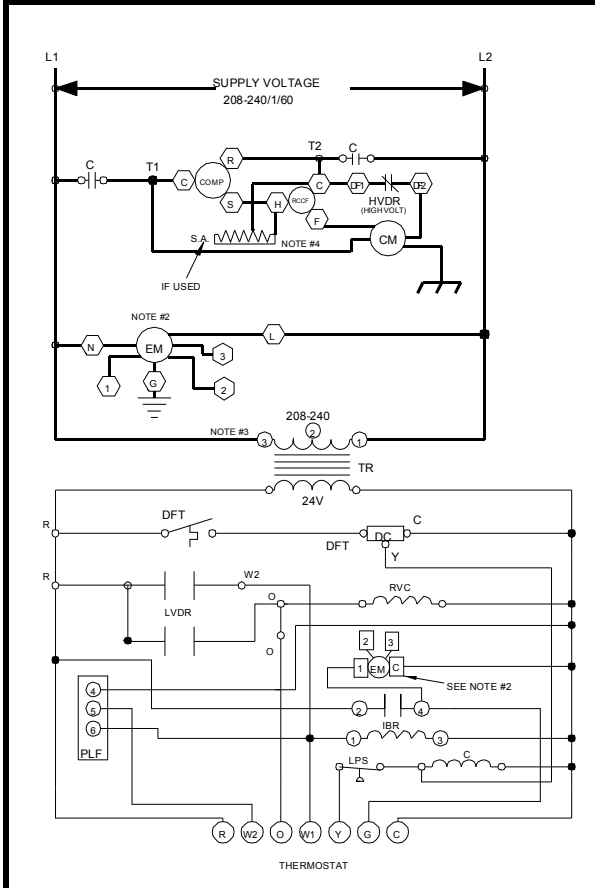 L1 L2
SUPPLY VOLTAGE
208-240/1/60
C T1 T2 C
C COMP R
S H RCCF C DF1 DF2
HVDR
(HIGH VOLT)
F
S.A. NOTE #4 CM
IF USED
NOTE #2
N EM L
3
1 G 2
208-240
NOTE #3 3 2 1
TR
24V
R DFT C
DFT DC
Y
R W2
LVDR O RVC
O
2 3
1 EM C
SEE NOTE #2
4 2 4
5 IBR
6 1 3
PLF LPS C
R W2 O W1 Y G C
THERMOSTAT